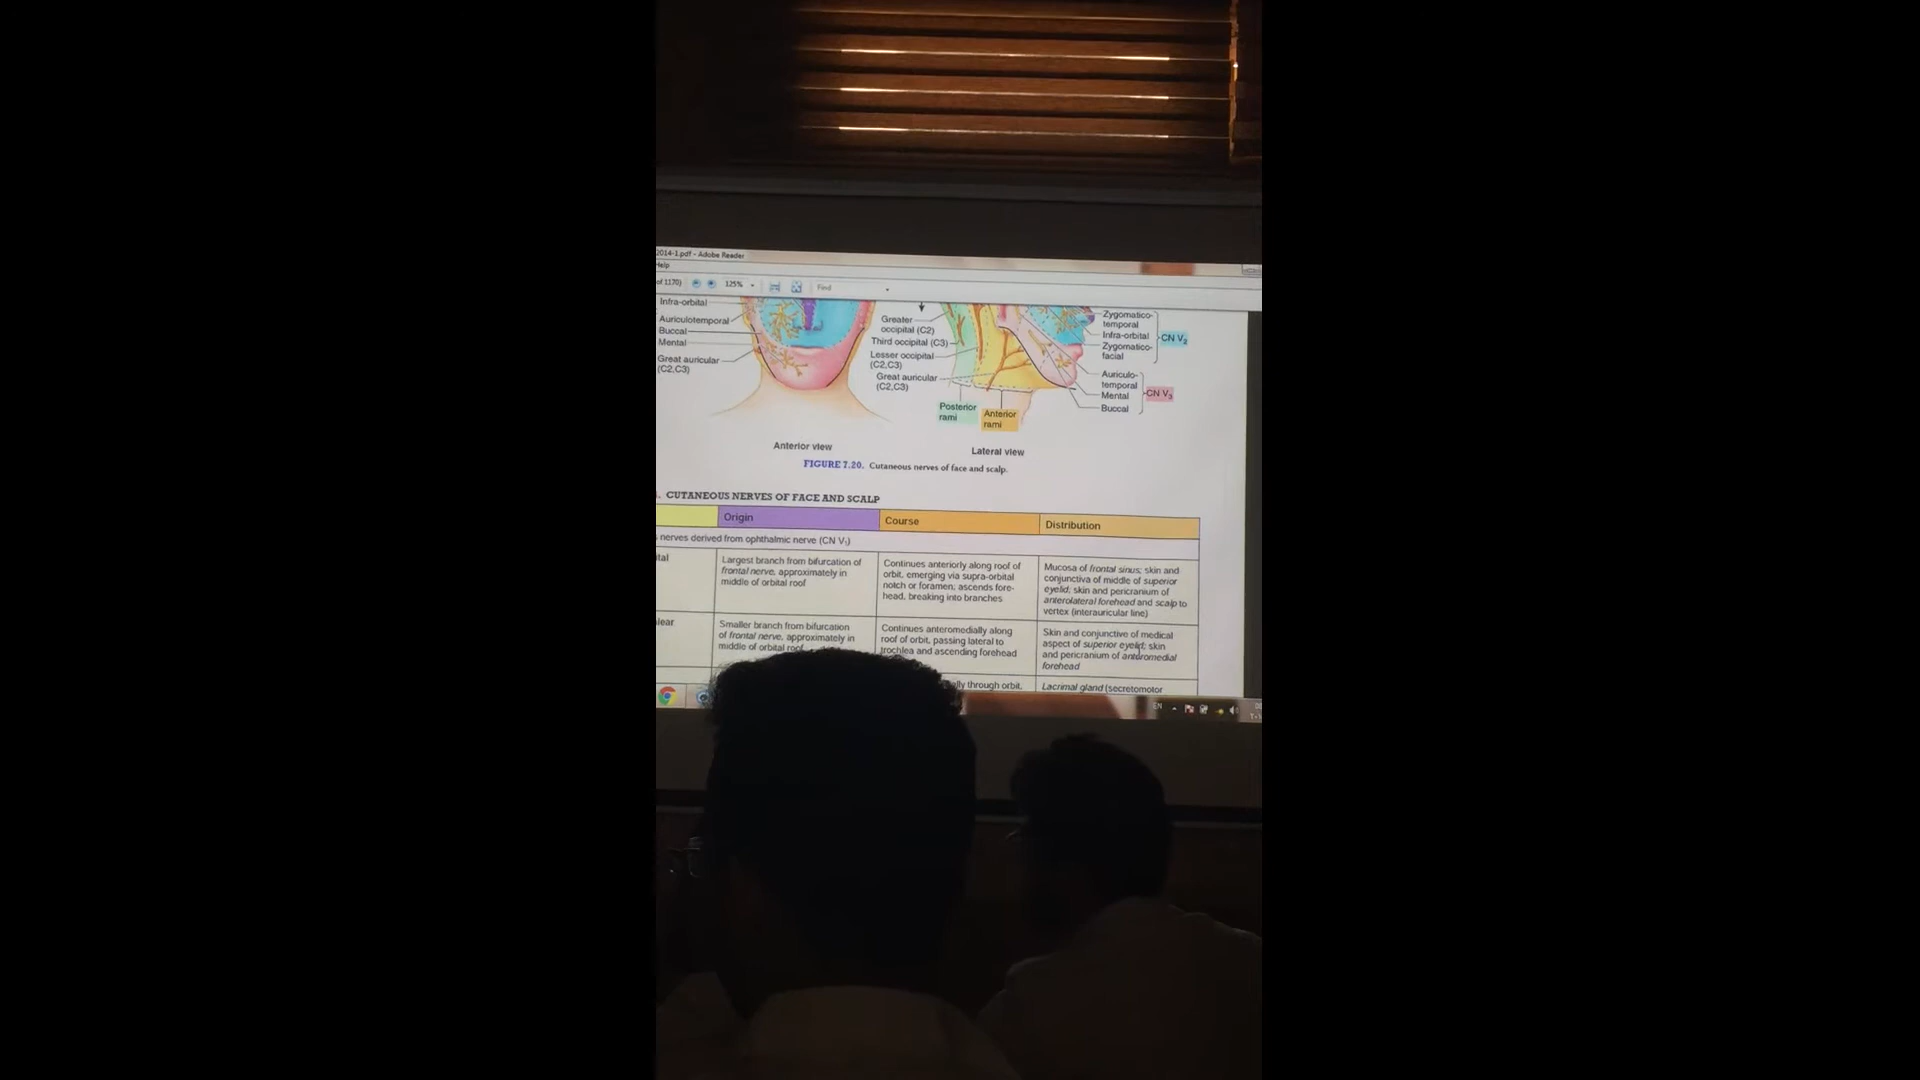 2014-1.pdf - Adobe Reader
Help
of 1170) 125% Find
Infra-orbital
Auriculotemporal
Buccal
Mental
Great auricular
(C2,C3)
Greater
occipital (C2)
Third occipital (C3)
Lesser occipital
(C2,C3)
Great auricular
(C2,C3)
Posterior
rami
Anterior
rami
Zygomatico-
temporal
Infra-orbital
Zygomatico-
facial
CN V₂
Auriculo-
temporal
Mental
Buccal
CN V₃
Anterior view
Lateral view
FIGURE 7.20. Cutaneous nerves of face and scalp.
CUTANEOUS NERVES OF FACE AND SCALP
Origin
Course
Distribution
nerves derived from ophthalmic nerve (CN V₁)
Largest branch from bifurcation of
frontal nerve, approximately in
middle of orbital roof
Continues anteriorly along roof of
orbit, emerging via supra-orbital
notch or foramen; ascends fore-
head, breaking into branches
Mucosa of frontal sinus; skin and
conjunctiva of middle of superior
eyelid, skin and pericranium of
anterolateral forehead and scalp to
vertex (interauricular line)
Smaller branch from bifurcation
of frontal nerve, approximately in
middle of orbital roof
Continues anteromedially along
roof of orbit, passing lateral to
trochlea and ascending forehead
Skin and conjunctive of medical
aspect of superior eyelid; skin
and pericranium of anteromedial
forehead
through orbit,
Lacrimal gland (secretomotor
EN